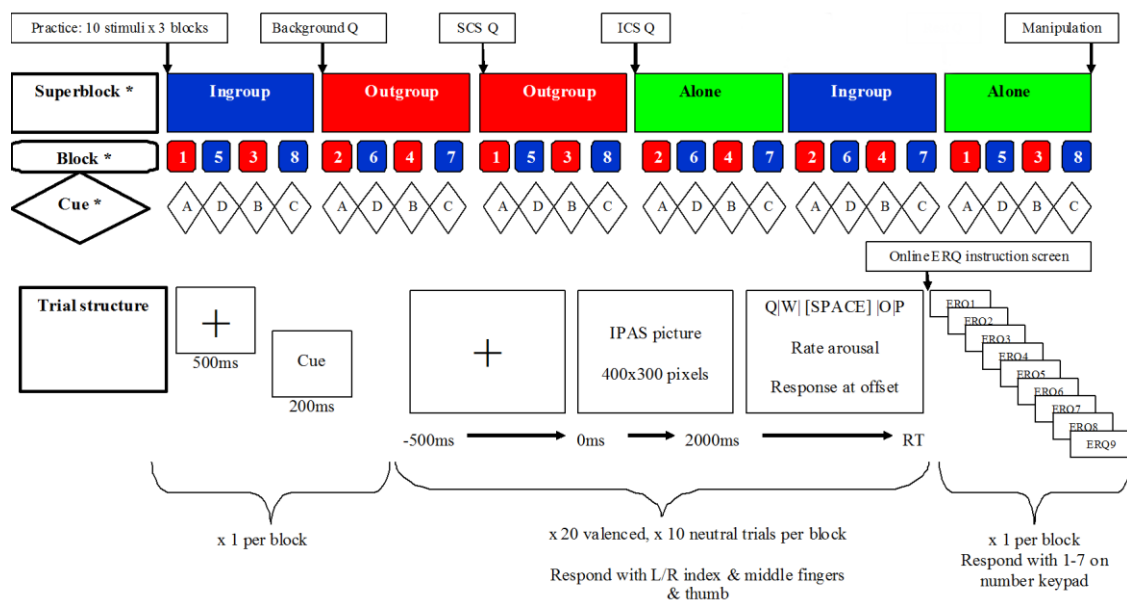 Practice: 10 stimuli x 3 blocks
Background Q
SCS Q
ICS Q
Manipulation
Superblock *
Ingroup
Outgroup
Outgroup
Alone
Ingroup
Alone
Block *
1 5 3 8 2 6 4 7 1 5 3 8 2 6 4 7 2 6 4 7 1 5 3 8
Cue *
A D B C A D B C A D B C A D B C A D B C A D B C
Online ERQ instruction screen
Trial structure
500ms
Cue
200ms
-500ms
IPAS picture
400x300 pixels
0ms
2000ms
Q|W| [SPACE] |O|P
Rate arousal
Response at offset
RT
ERQ1
ERQ2
ERQ3
ERQ4
ERQ5
ERQ6
ERQ7
ERQ8
ERQ9
x 1 per block
x 20 valenced, x 10 neutral trials per block
Respond with L/R index & middle fingers
& thumb
x 1 per block
Respond with 1-7 on
number keypad